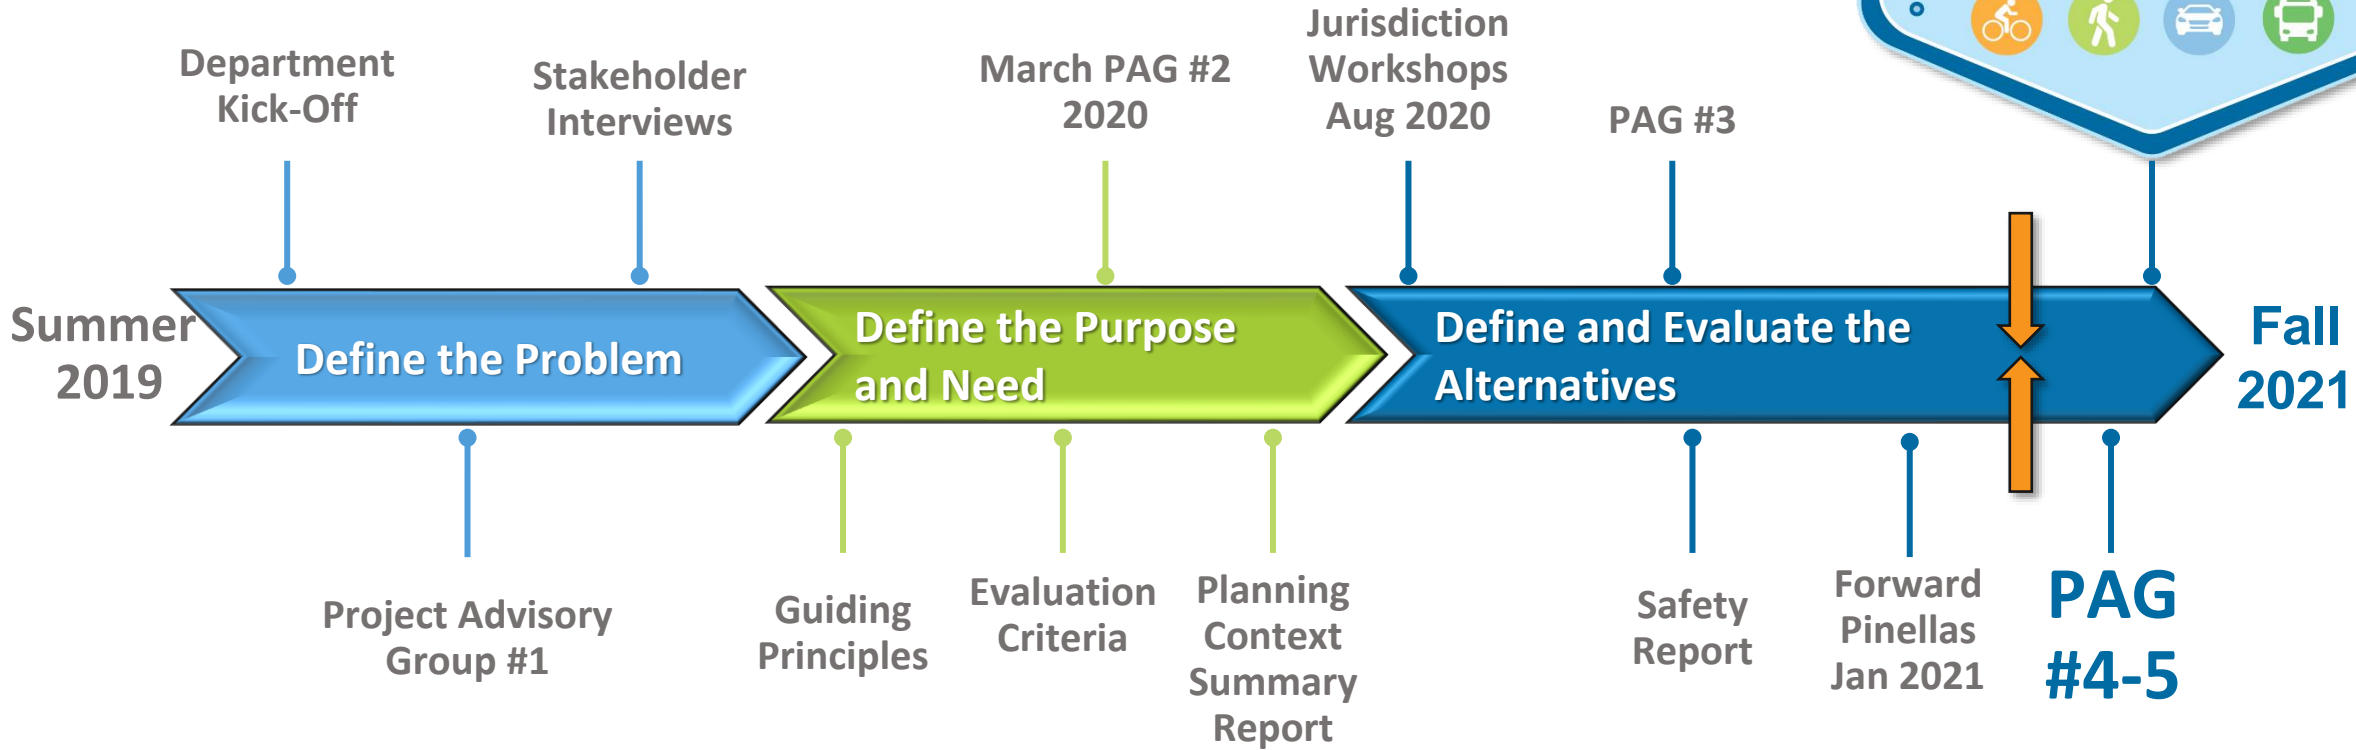 Department
Kick-Off
Stakeholder
Interviews
March PAG #2
2020
Jurisdiction
Workshops
Aug 2020
PAG #3
Summer
2019
Define the Problem
Define the Purpose
and Need
Define and Evaluate the
Alternatives
Fall
2021
Project Advisory
Group #1
Guiding
Principles
Evaluation
Criteria
Planning
Context
Summary
Report
Safety
Report
Forward
Pinellas
Jan 2021
PAG
#4-5